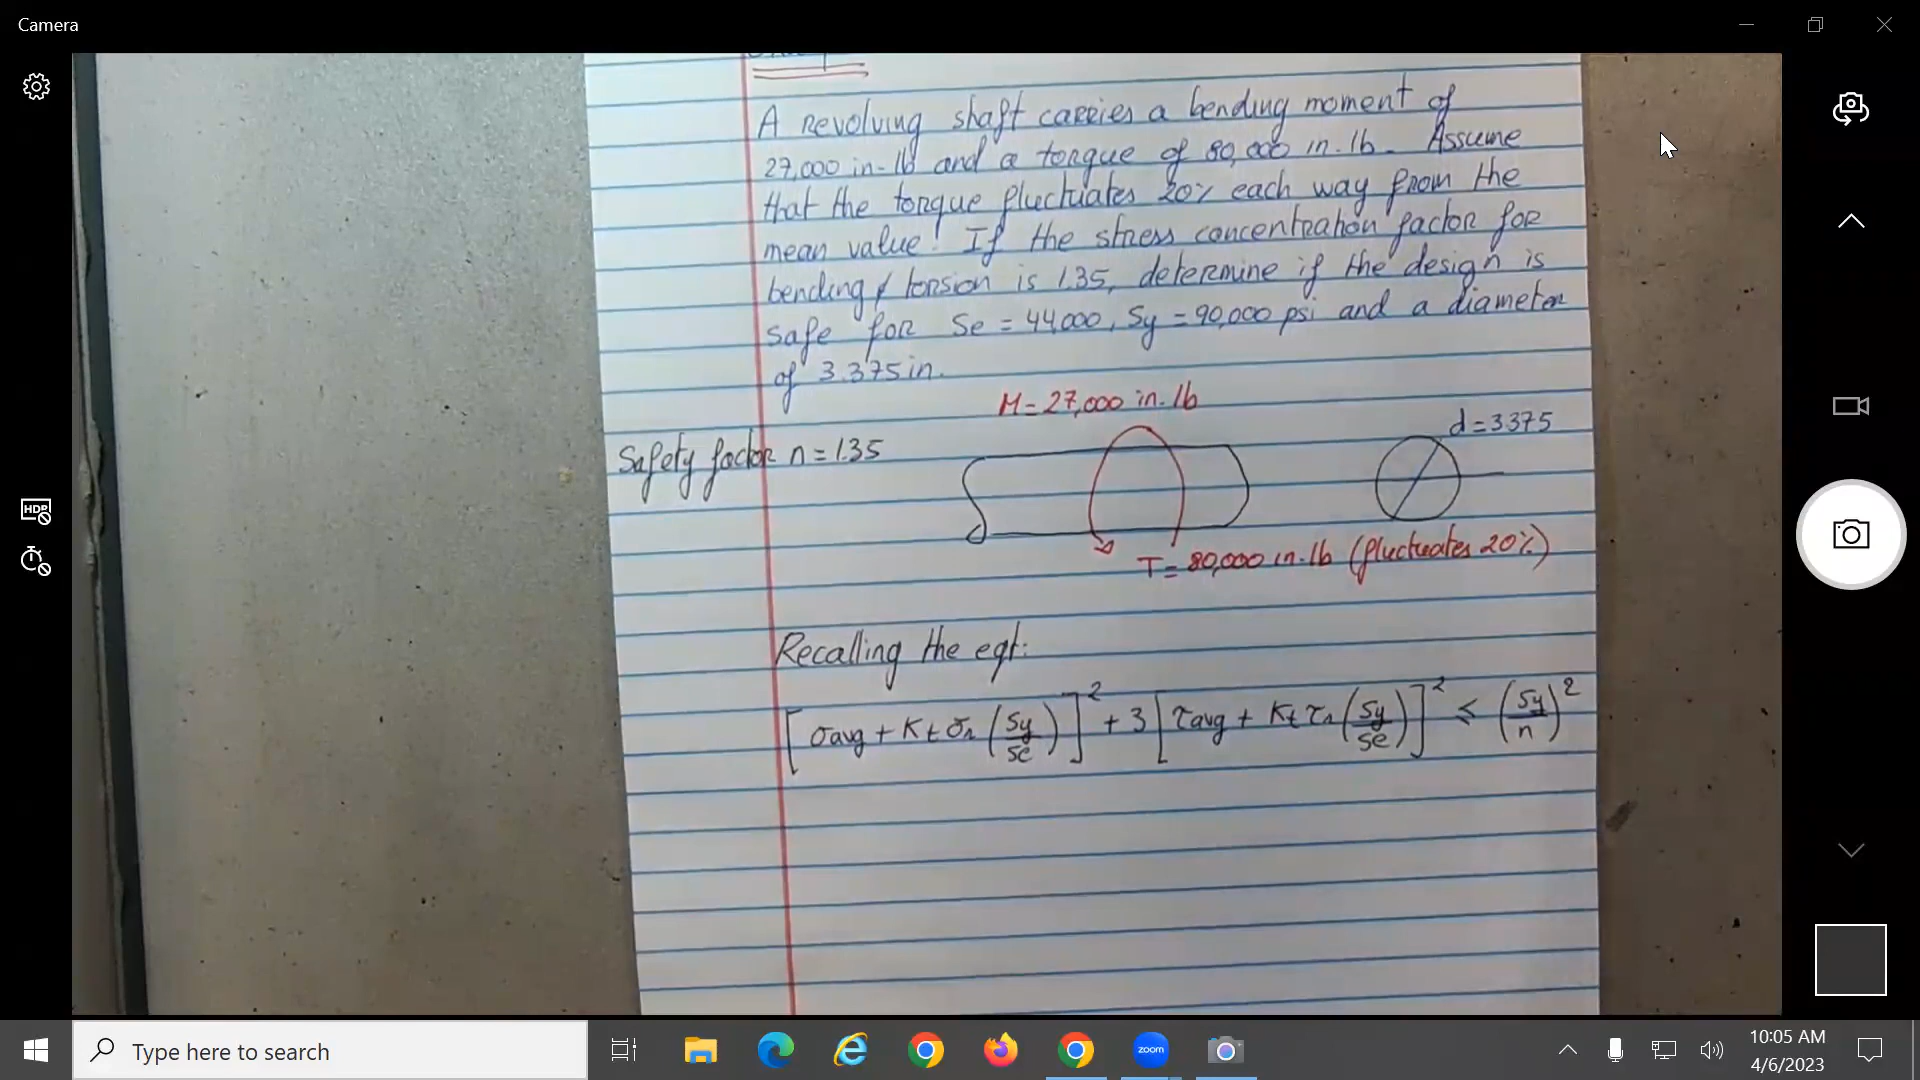 Camera
A revolving shaft carries a bending moment of
27,000 in-lb and a torque of 80,000 in.lb. Assume
that the torque fluctuates 20% each way from the
mean value. If the stress concentration factor for
bending & torsion is 1.35, determine if the design is
safe for Se = 44000, Sy = 90,000 psi and a diameter
of 3.375 in.
M = 27,000 in.lb
d = 3.375
Safety factor n = 1.35
T = 80,000 in.lb (fluctuates 20%)
Recalling the eqt:
[σavg + Kt σr (Sy/Se)]² + 3 [τavg + Kt τr (Sy/Se)]² ≤ (Sy/n)²
HDR
Type here to search
zoom
10:05 AM
4/6/2023